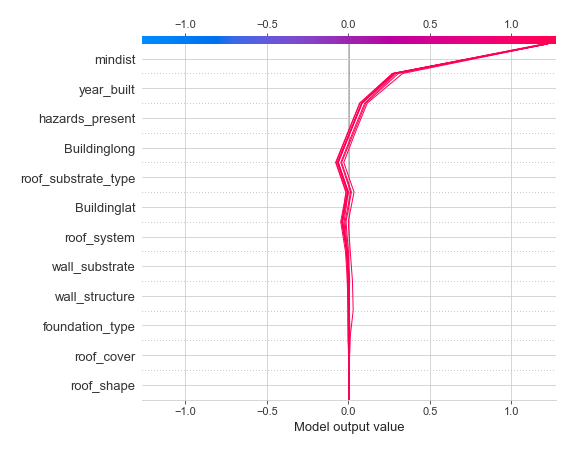 −1.0 −0.5 0.0 0.5 1.0
mindist
year_built
hazards_present
Buildinglong
roof_substrate_type
Buildinglat
roof_system
wall_substrate
wall_structure
foundation_type
roof_cover
roof_shape
−1.0 −0.5 0.0 0.5 1.0
Model output value